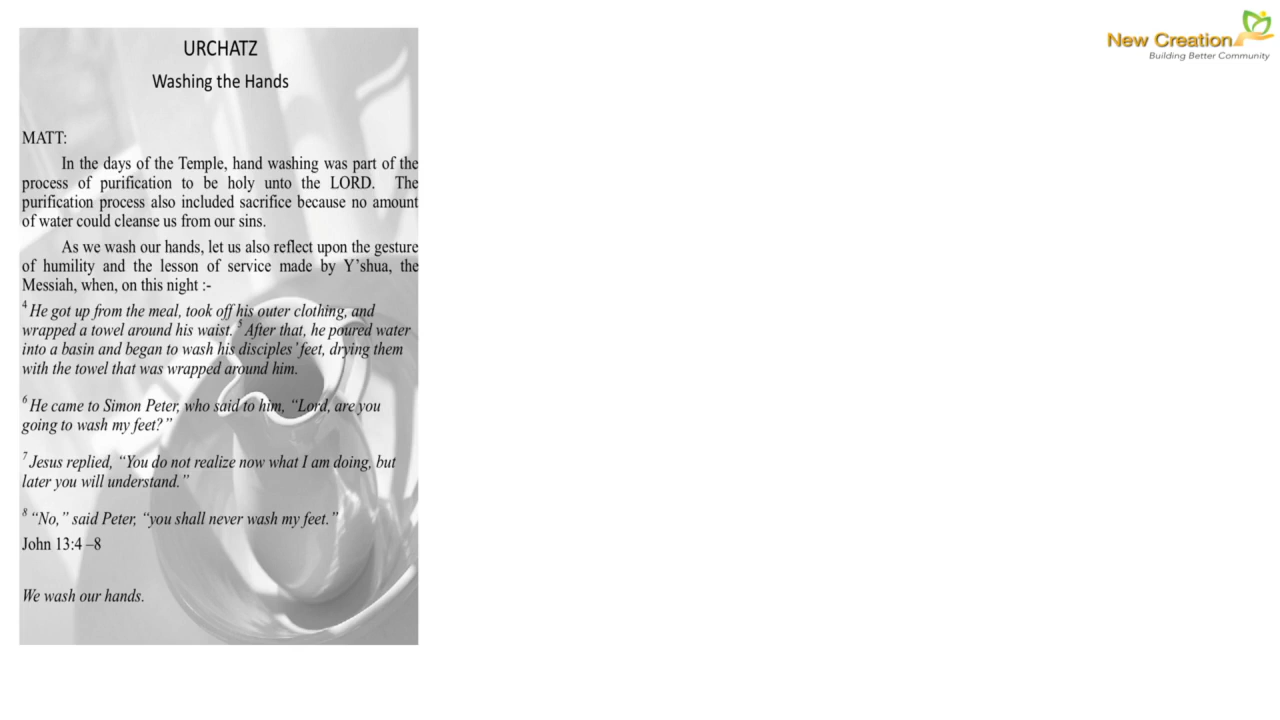 URCHATZ
Washing the Hands
MATT:
In the days of the Temple, hand washing was part of the
process of purification to be holy unto the LORD. The
purification process also included sacrifice because no amount
of water could cleanse us from our sins.
As we wash our hands, let us also reflect upon the gesture
of humility and the lesson of service made by Y’shua, the
Messiah, when, on this night :-
4 He got up from the meal, took off his outer clothing, and
wrapped a towel around his waist. 5 After that, he poured water
into a basin and began to wash his disciples’ feet, drying them
with the towel that was wrapped around him.
6 He came to Simon Peter, who said to him, “Lord, are you
going to wash my feet?”
7 Jesus replied, “You do not realize now what I am doing, but
later you will understand.”
8 “No,” said Peter, “you shall never wash my feet.”
John 13:4 –8
We wash our hands.
New Creation
Building Better Community